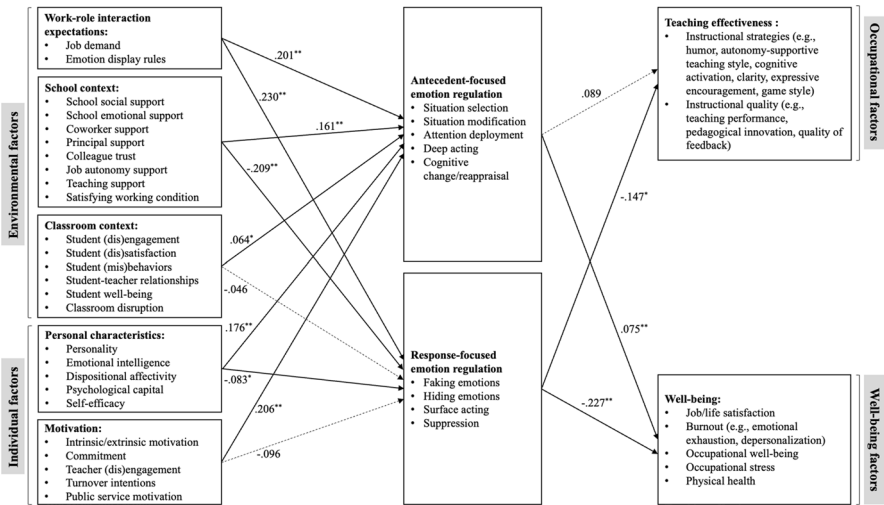 Environmental factors
Individual factors
Work-role interaction
expectations:
• Job demand
• Emotion display rules
School context:
• School social support
• School emotional support
• Coworker support
• Principal support
• Colleague trust
• Job autonomy support
• Teaching support
• Satisfying working condition
Classroom context:
• Student (dis)engagement
• Student (dis)satisfaction
• Student (mis)behaviors
• Student-teacher relationships
• Student well-being
• Classroom disruption
Personal characteristics:
• Personality
• Emotional intelligence
• Dispositional affectivity
• Psychological capital
• Self-efficacy
Motivation:
• Intrinsic/extrinsic motivation
• Commitment
• Teacher (dis)engagement
• Turnover intentions
• Public service motivation
.201**
.230**
.161**
-.209**
.064*
-.046
.176**
-.083*
.206**
-.096
Antecedent-focused
emotion regulation
• Situation selection
• Situation modification
• Attention deployment
• Deep acting
• Cognitive
change/reappraisal
Response-focused
emotion regulation
• Faking emotions
• Hiding emotions
• Surface acting
• Suppression
.089
-.147*
.075**
-.227**
Teaching effectiveness :
• Instructional strategies (e.g.,
humor, autonomy-supportive
teaching style, cognitive
activation, clarity, expressive
encouragement, game style)
• Instructional quality (e.g.,
teaching performance,
pedagogical innovation, quality of
feedback)
Well-being:
• Job/life satisfaction
• Burnout (e.g., emotional
exhaustion, depersonalization)
• Occupational well-being
• Occupational stress
• Physical health
Occupational factors
Well-being factors